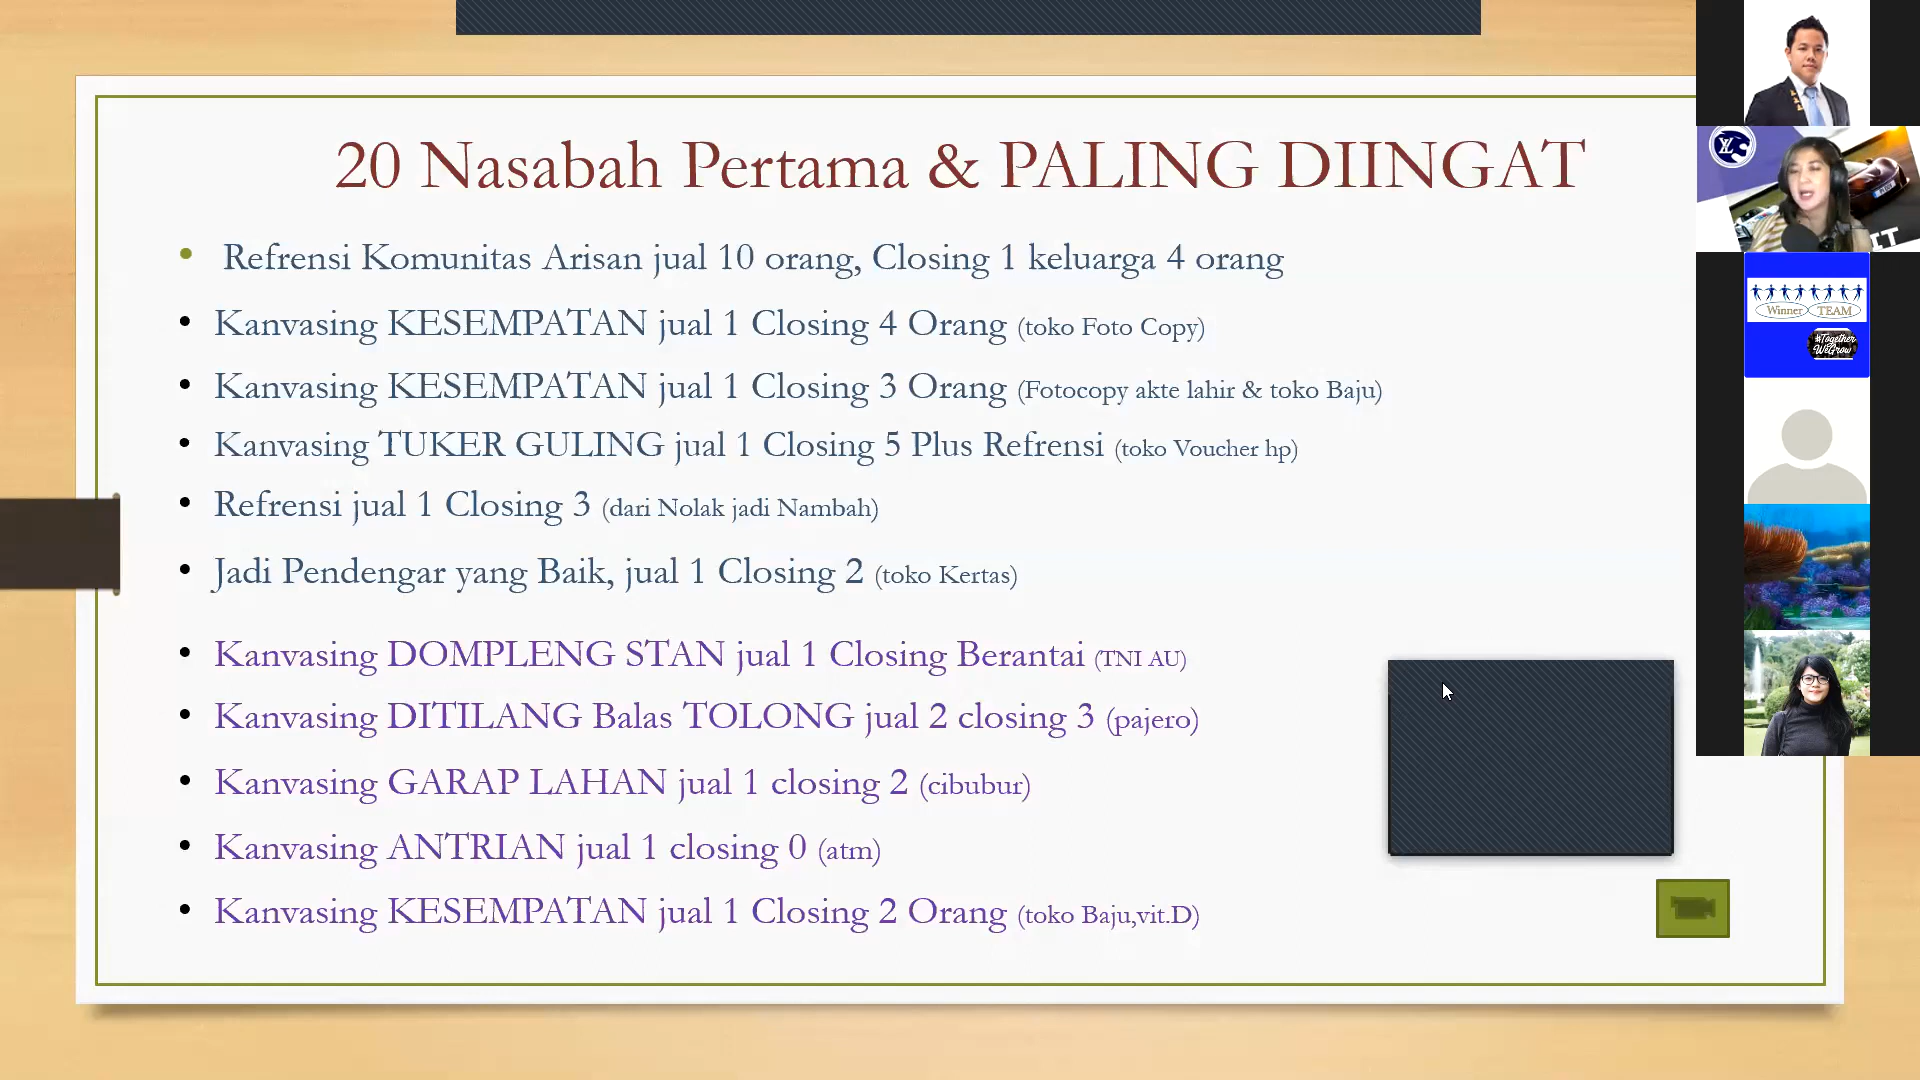 20 Nasabah Pertama & PALING DIINGAT
Refrensi Komunitas Arisan jual 10 orang, Closing 1 keluarga 4 orang
Kanvasing KESEMPATAN jual 1 Closing 4 Orang (toko Foto Copy)
Kanvasing KESEMPATAN jual 1 Closing 3 Orang (Fotocopy akte lahir & toko Baju)
Kanvasing TUKER GULING jual 1 Closing 5 Plus Refrensi (toko Voucher hp)
Refrensi jual 1 Closing 3 (dari Nolak jadi Nambah)
Jadi Pendengar yang Baik, jual 1 Closing 2 (toko Kertas)
Kanvasing DOMPLENG STAN jual 1 Closing Berantai (TNI AU)
Kanvasing DITILANG Balas TOLONG jual 2 closing 3 (pajero)
Kanvasing GARAP LAHAN jual 1 closing 2 (cibubur)
Kanvasing ANTRIAN jual 1 closing 0 (atm)
Kanvasing KESEMPATAN jual 1 Closing 2 Orang (toko Baju,vit.D)
IT
Winner TEAM
#Together
WeGrow